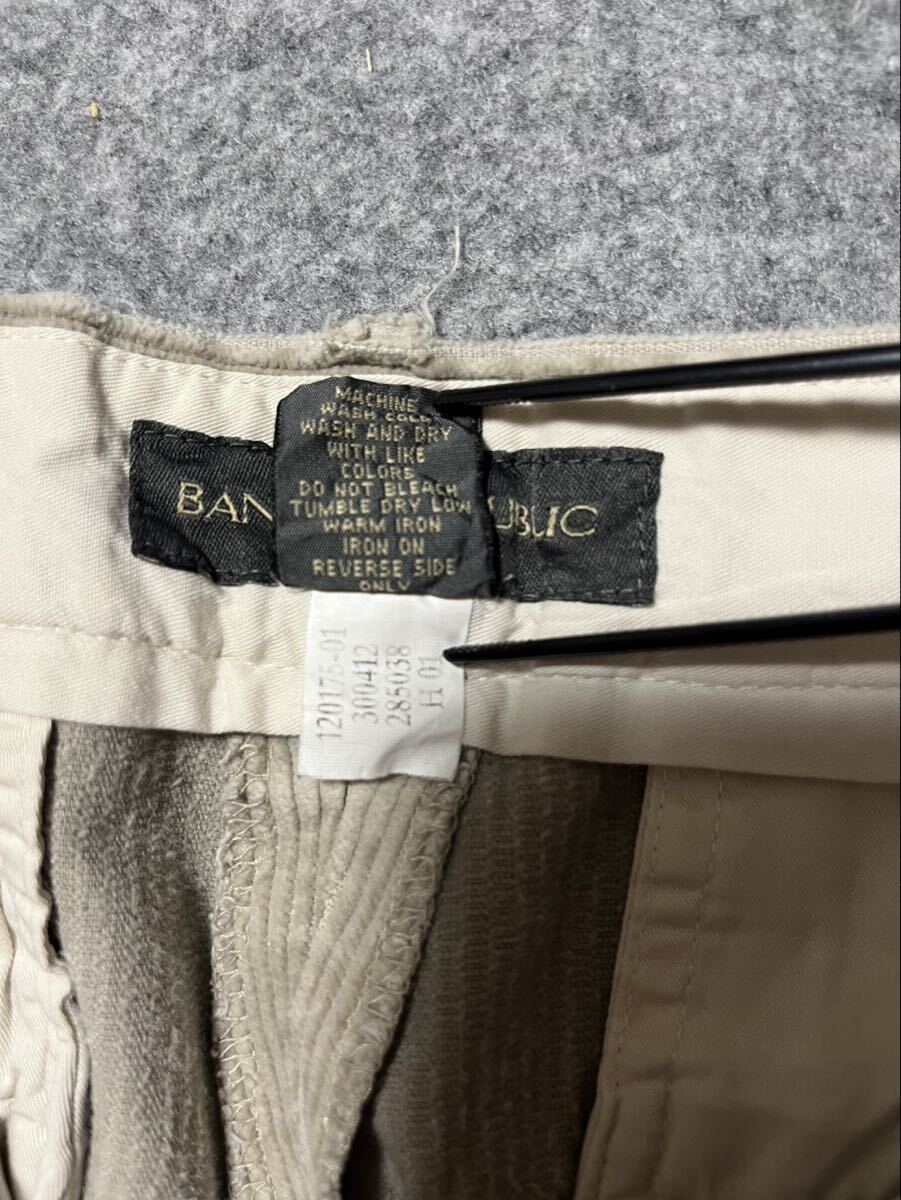 MACHINE
WASH COLD
WASH AND DRY
WITH LIKE
COLORS
DO NOT BLEACH
TUMBLE DRY LOW
WARM IRON
IRON ON
REVERSE SIDE
ONLY
BAN UBLIC
120175-01
300412
285038
H 01